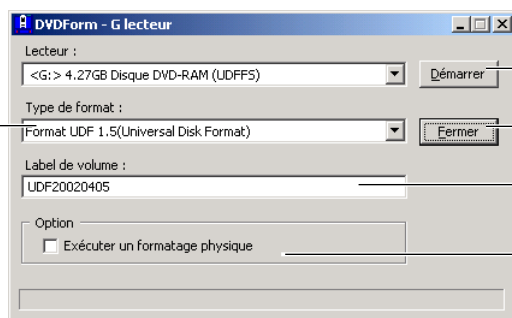 DVDForm - G lecteur
Lecteur :
<G:> 4.27GB Disque DVD-RAM (UDFFS)
Démarrer
Type de format :
Format UDF 1.5(Universal Disk Format)
Fermer
Label de volume :
UDF20020405
Option
Exécuter un formatage physique